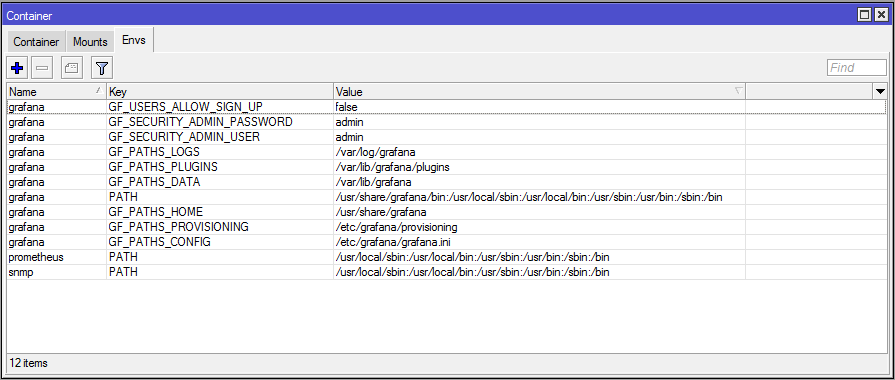 Container
Container Mounts Envs
Find
Name Key Value
grafana GF_USERS_ALLOW_SIGN_UP false
grafana GF_SECURITY_ADMIN_PASSWORD admin
grafana GF_SECURITY_ADMIN_USER admin
grafana GF_PATHS_LOGS /var/log/grafana
grafana GF_PATHS_PLUGINS /var/lib/grafana/plugins
grafana GF_PATHS_DATA /var/lib/grafana
grafana PATH /usr/share/grafana/bin:/usr/local/sbin:/usr/local/bin:/usr/sbin:/usr/bin:/sbin:/bin
grafana GF_PATHS_HOME /usr/share/grafana
grafana GF_PATHS_PROVISIONING /etc/grafana/provisioning
grafana GF_PATHS_CONFIG /etc/grafana/grafana.ini
prometheus PATH /usr/local/sbin:/usr/local/bin:/usr/sbin:/usr/bin:/sbin:/bin
snmp PATH /usr/local/sbin:/usr/local/bin:/usr/sbin:/usr/bin:/sbin:/bin
12 items